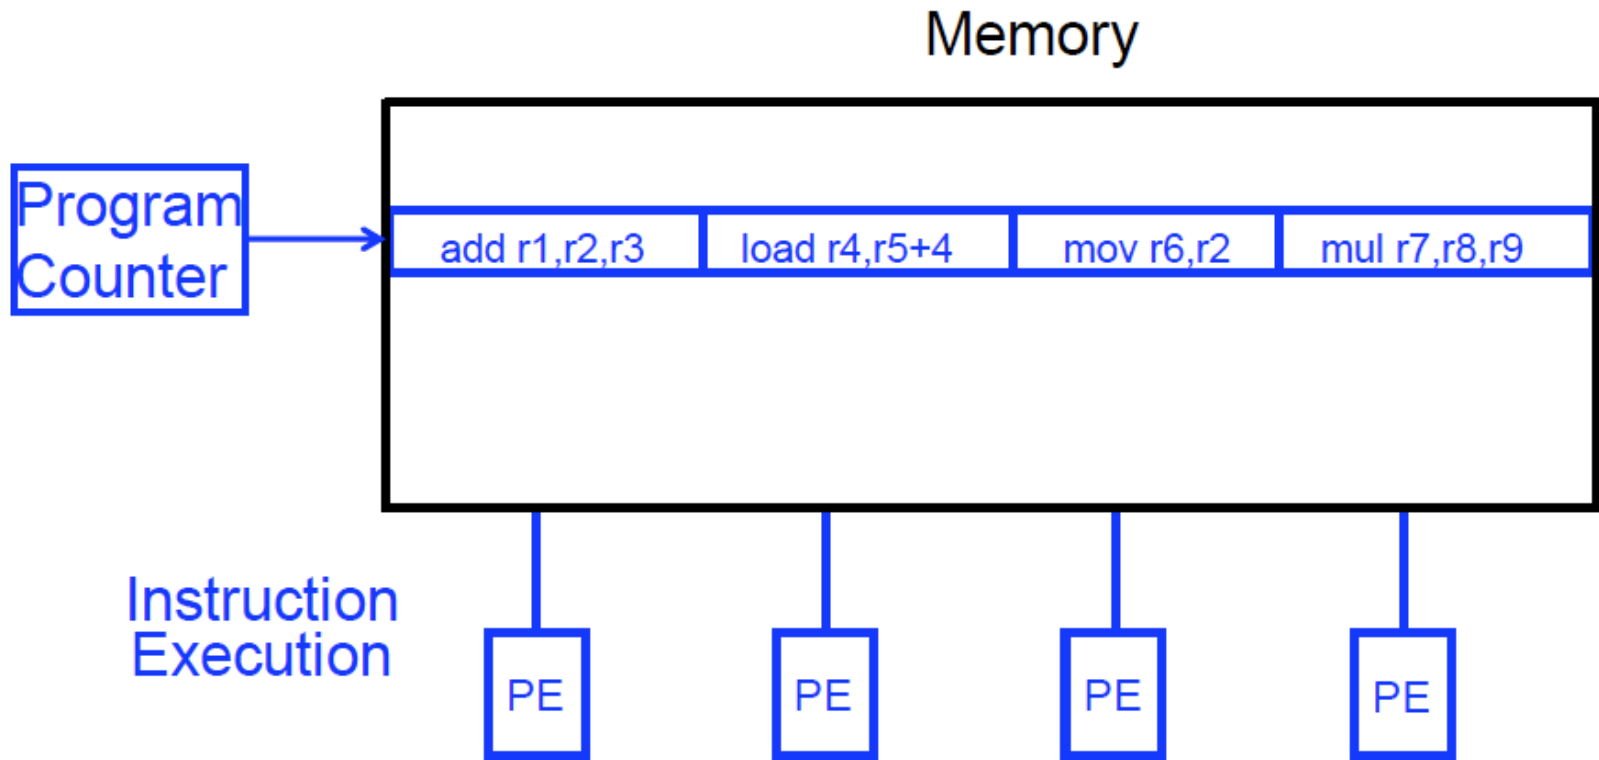 Memory
Program
Counter
add r1,r2,r3
load r4,r5+4
mov r6,r2
mul r7,r8,r9
Instruction
Execution
PE
PE
PE
PE